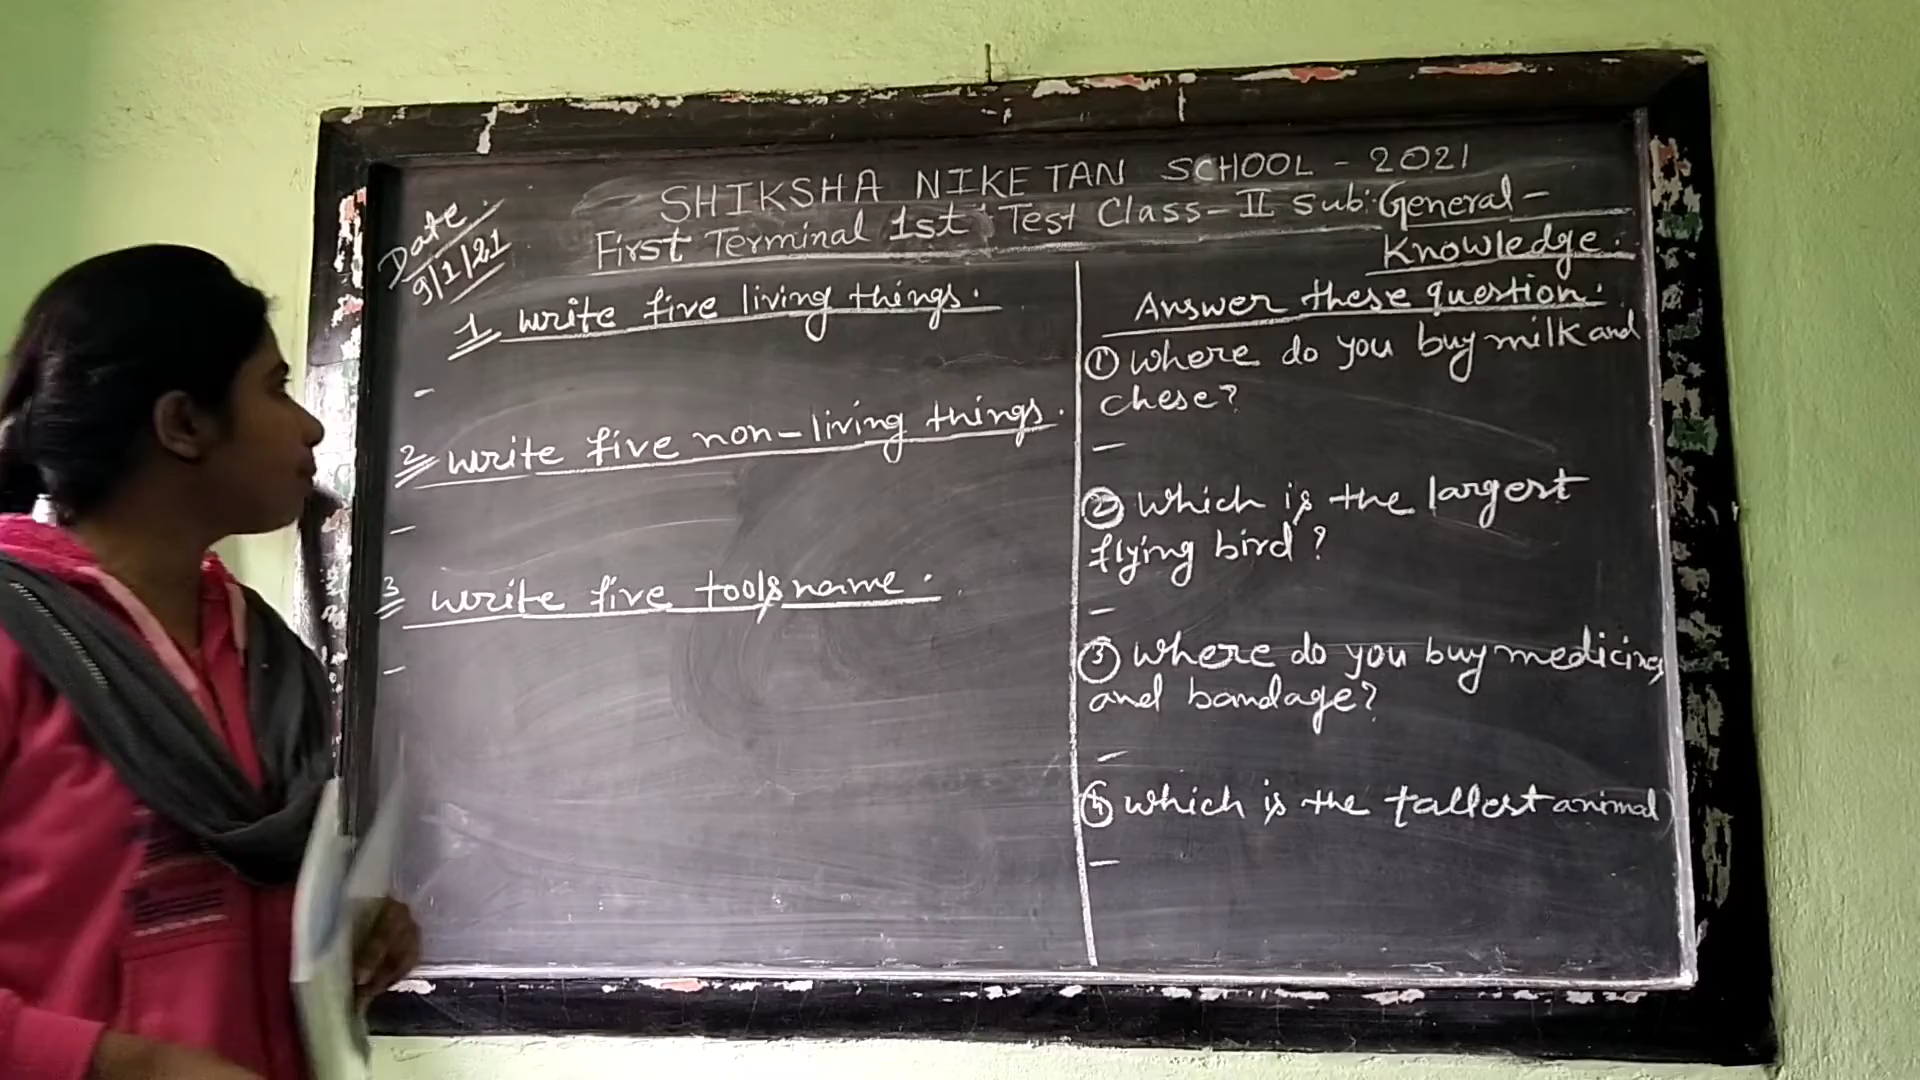 SHIKSHA NIKETAN SCHOOL - 2021
First Terminal 1st Test Class-II Sub: General-
Knowledge.
Date.
9/1/21
1 write five living things.
-
2 write five non-living things.
-
3 write five tools name.
-
Answer these question.
① Where do you buy milk and
chese?
-
② Which is the largest
flying bird?
-
③ Where do you buy medicines
and bandage?
-
④ which is the tallest animal
-